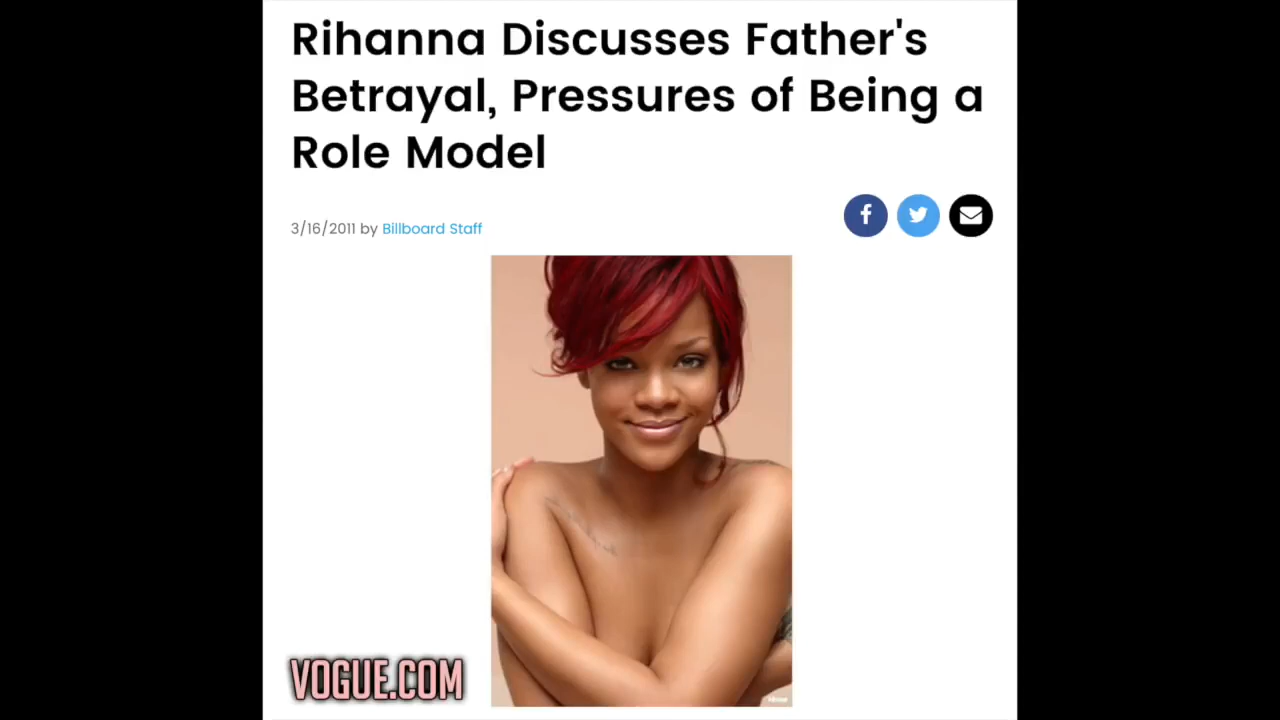 Rihanna Discusses Father's
Betrayal, Pressures of Being a
Role Model
3/16/2011 by Billboard Staff
VOGUE.COM